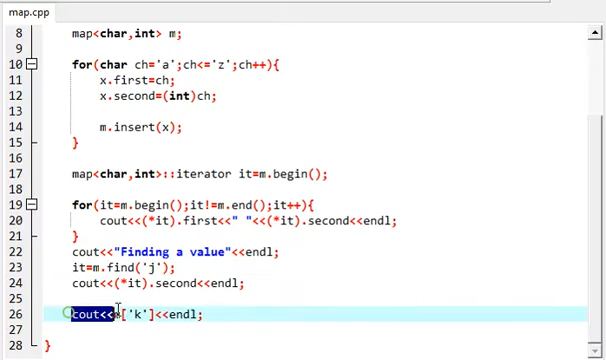 map.cpp
8 map<char,int> m;
9
10 for(char ch='a';ch<='z';ch++){
11 x.first=ch;
12 x.second=(int)ch;
13
14 m.insert(x);
15 }
16
17 map<char,int>::iterator it=m.begin();
18
19 for(it=m.begin();it!=m.end();it++){
20 cout<<(*it).first<<" "<<(*it).second<<endl;
21 }
22 cout<<"Finding a value"<<endl;
23 it=m.find('j');
24 cout<<(*it).second<<endl;
25
26 cout<<m['k']<<endl;
27
28 }